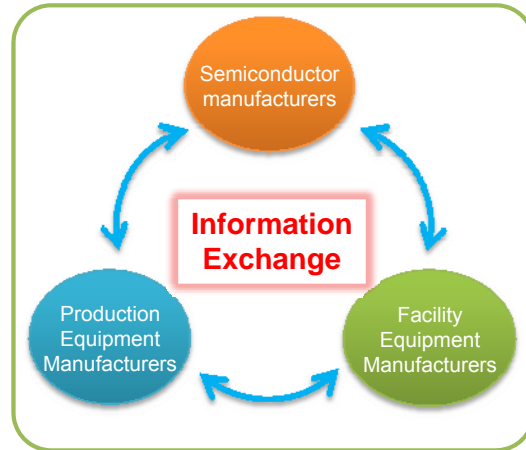 Semiconductor
manufacturers
Information
Exchange
Production
Equipment
Manufacturers
Facility
Equipment
Manufacturers